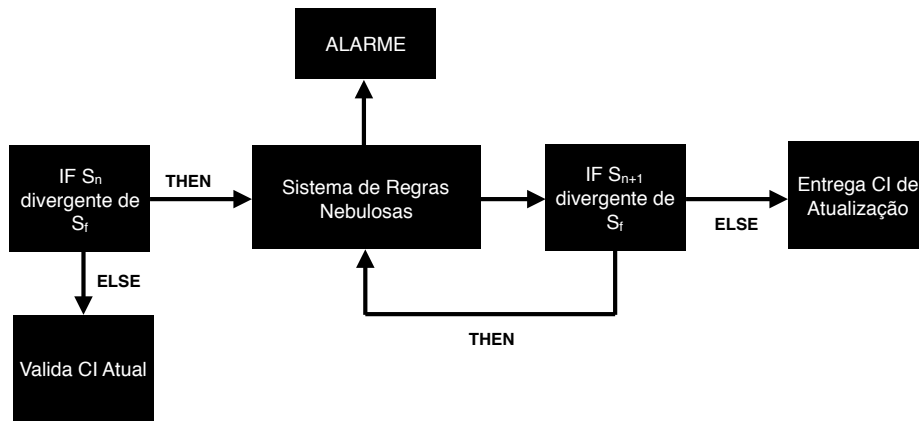 ALARME
IF Sn
divergente de
Sf
THEN
Sistema de Regras
Nebulosas
IF Sn+1
divergente de
Sf
ELSE
Entrega CI de
Atualização
ELSE
THEN
Valida CI Atual